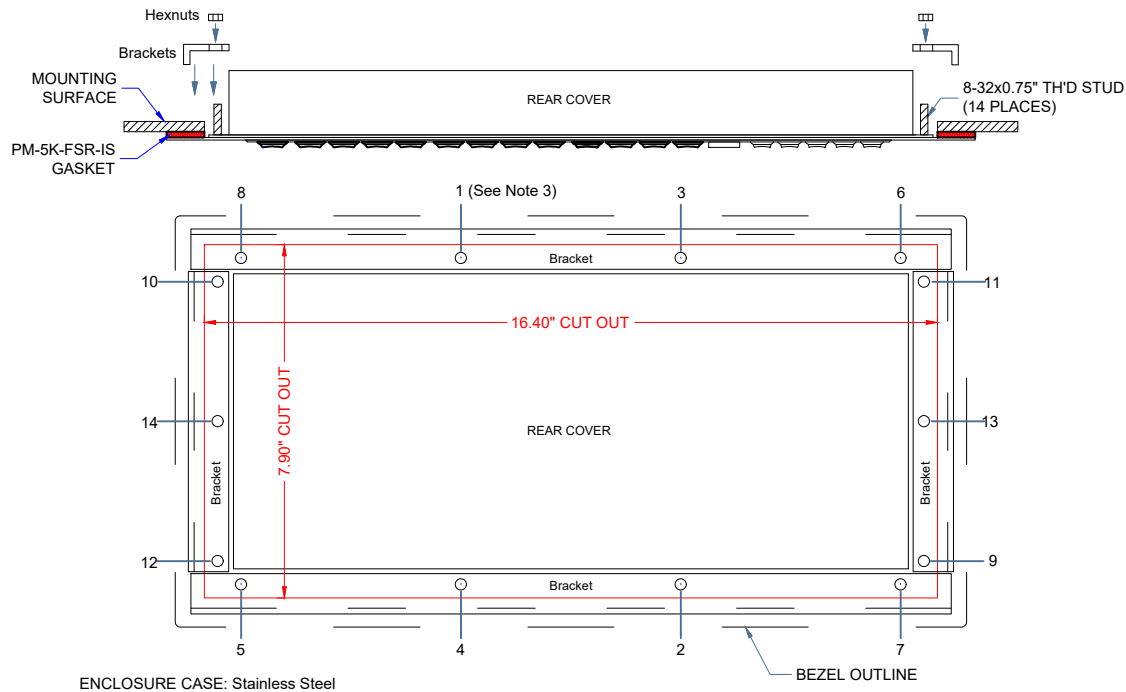 Hexnuts
Brackets
MOUNTING
SURFACE
REAR COVER
8-32x0.75" TH'D STUD
(14 PLACES)
PM-5K-FSR-IS
GASKET
8
1 (See Note 3)
3
6
Bracket
10
11
16.40" CUT OUT
7.90" CUT OUT
14
REAR COVER
13
Bracket
Bracket
12
9
Bracket
5
4
2
7
BEZEL OUTLINE
ENCLOSURE CASE: Stainless Steel